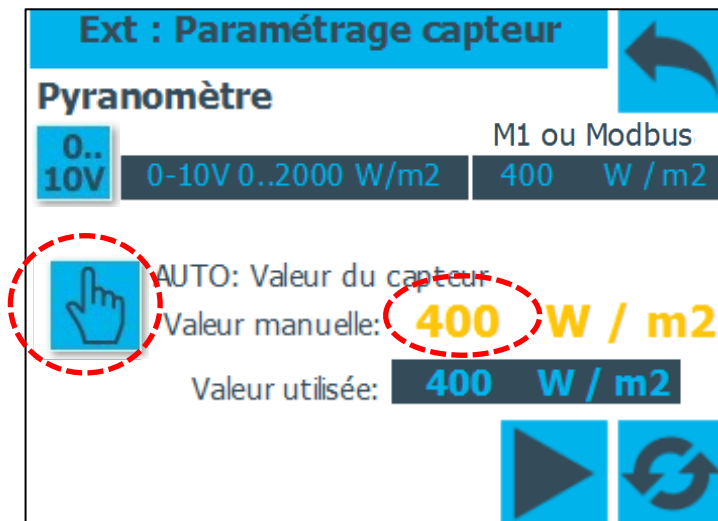 Ext : Paramétrage capteur
Pyranomètre
M1 ou Modbus
0..
10V
0-10V 0..2000 W/m2
400 W / m2
AUTO: Valeur du capteur
Valeur manuelle: 400 W / m2
Valeur utilisée: 400 W / m2